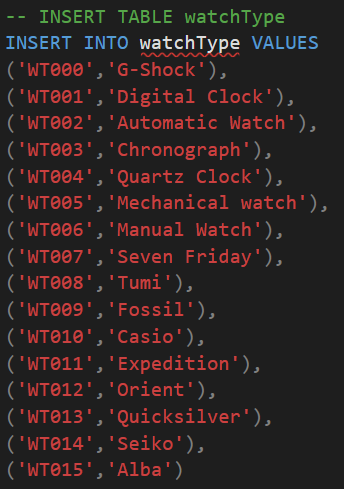 -- INSERT TABLE watchType
INSERT INTO watchType VALUES
('WT000','G-Shock'),
('WT001','Digital Clock'),
('WT002','Automatic Watch'),
('WT003','Chronograph'),
('WT004','Quartz Clock'),
('WT005','Mechanical watch'),
('WT006','Manual Watch'),
('WT007','Seven Friday'),
('WT008','Tumi'),
('WT009','Fossil'),
('WT010','Casio'),
('WT011','Expedition'),
('WT012','Orient'),
('WT013','Quicksilver'),
('WT014','Seiko'),
('WT015','Alba')